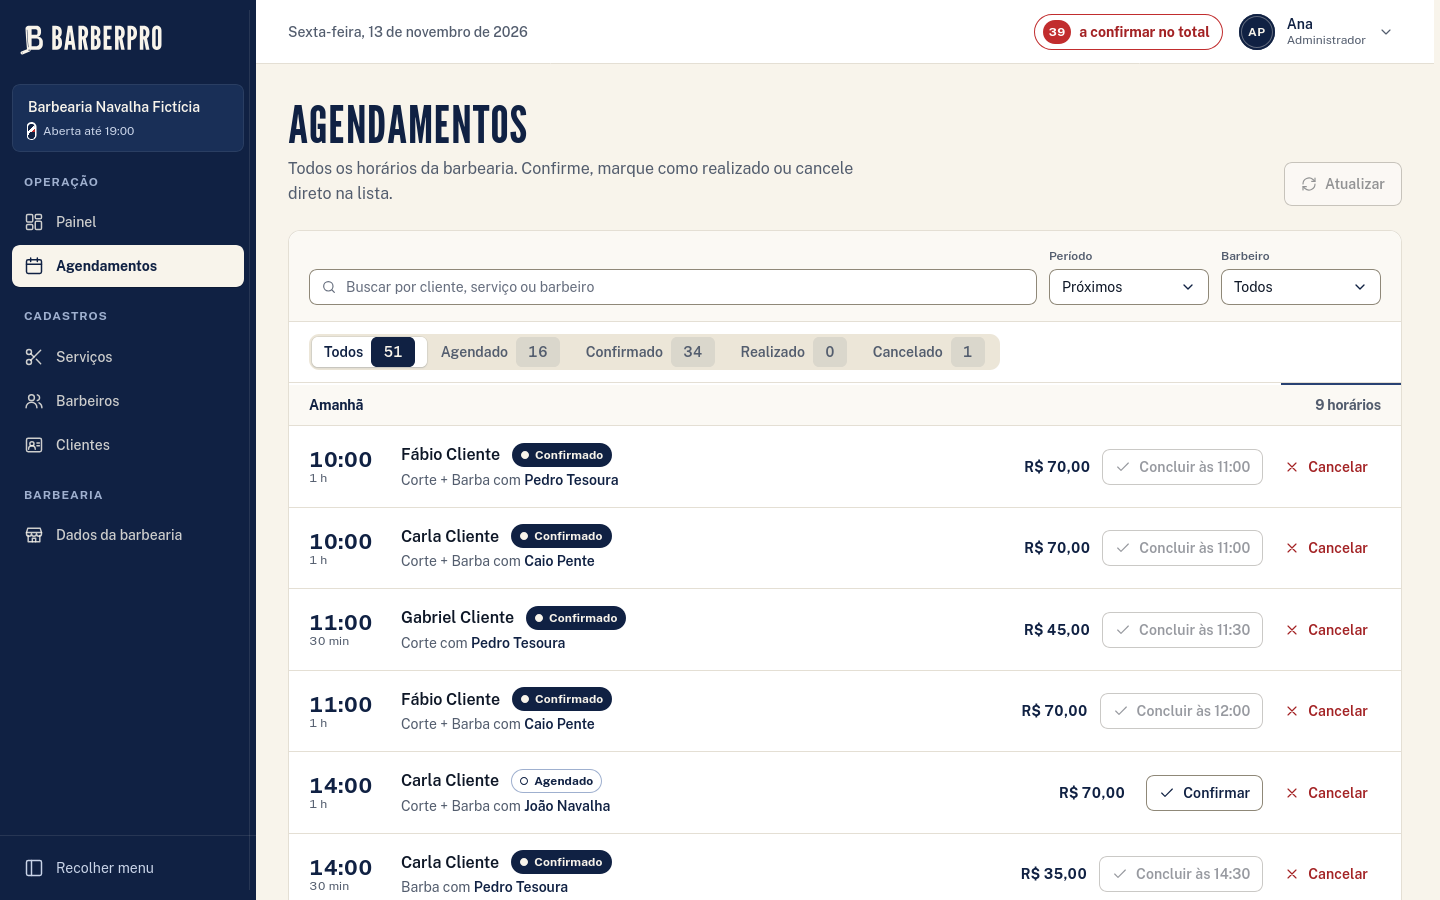 BARBERPRO
Barbearia Navalha Fictícia
Aberta até 19:00
OPERAÇÃO
Painel
Agendamentos
CADASTROS
Serviços
Barbeiros
Clientes
BARBEARIA
Dados da barbearia
Recolher menu
Sexta-feira, 13 de novembro de 2026
39 a confirmar no total
AP
Ana
Administrador
AGENDAMENTOS
Todos os horários da barbearia. Confirme, marque como realizado ou cancele
direto na lista.
Atualizar
Buscar por cliente, serviço ou barbeiro
Período
Próximos
Barbeiro
Todos
Todos 51 Agendado 16 Confirmado 34 Realizado 0 Cancelado 1
Amanhã 9 horários
10:00 Fábio Cliente Confirmado R$ 70,00 Concluir às 11:00 Cancelar
1 h Corte + Barba com Pedro Tesoura
10:00 Carla Cliente Confirmado R$ 70,00 Concluir às 11:00 Cancelar
1 h Corte + Barba com Caio Pente
11:00 Gabriel Cliente Confirmado R$ 45,00 Concluir às 11:30 Cancelar
30 min Corte com Pedro Tesoura
11:00 Fábio Cliente Confirmado R$ 70,00 Concluir às 12:00 Cancelar
1 h Corte + Barba com Caio Pente
14:00 Carla Cliente Agendado R$ 70,00 Confirmar Cancelar
1 h Corte + Barba com João Navalha
14:00 Carla Cliente Confirmado R$ 35,00 Concluir às 14:30 Cancelar
30 min Barba com Pedro Tesoura